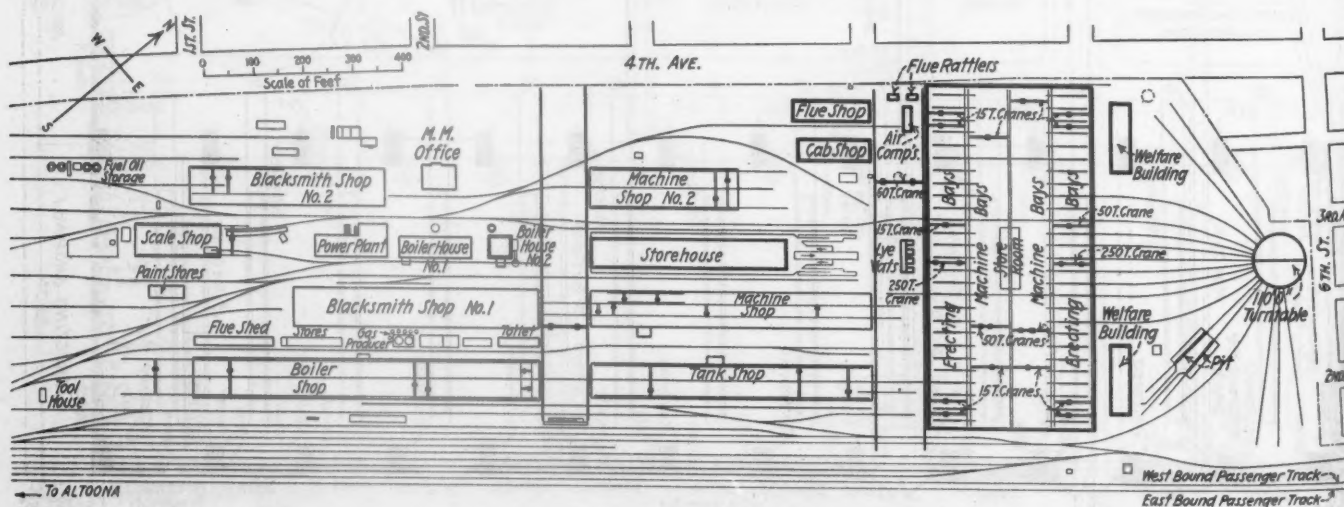 1ST. ST.
2ND. ST
4TH. AVE.
N
W
E
S
0 100 200 300 400
Scale of Feet
Flue Rattlers
Flue Shop
Cab Shop
Air
Comp's.
15T. Cranes
M. M.
Office
Fuel Oil
Storage
Blacksmith Shop
No. 2
Machine
Shop No. 2
60T. Crane
Bays
Bays
Bays
Bays
Welfare
Building
Scale Shop
Power Plant
Boiler House
No. 1
Boiler
House
No. 2
Storehouse
15T. Crane
50T. Crane
3RD.
Paint Stores
Lye
Vats
Store
Room
250T. Crane
250T.
Crane
6TH. ST.
110'0"
Turntable
Blacksmith Shop No. 1
Machine
Shop
Erecting
Machine
Machine
Erecting
Flue Shed
Stores
Gas
Producer
Toilet
50T. Cranes
Welfare
Building
Boiler
Shop
Tank Shop
Pit
2ND.
Tool
House
15T. Cranes
To ALTOONA
West Bound Passenger Track
East Bound Passenger Track